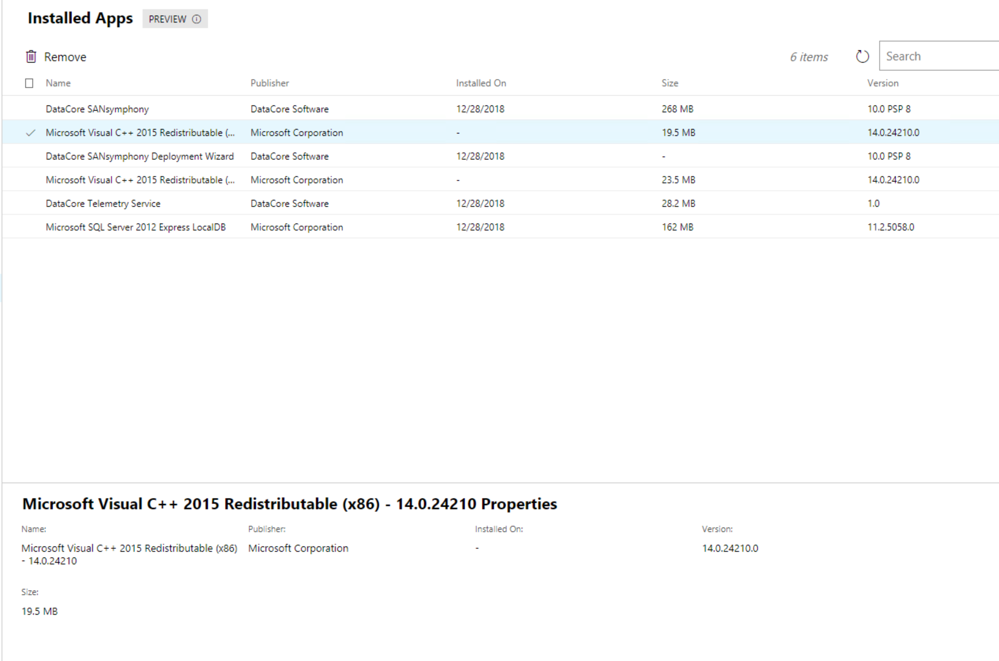 Installed Apps PREVIEW
Remove 6 items Search
Name Publisher Installed On Size Version
DataCore SANsymphony DataCore Software 12/28/2018 268 MB 10.0 PSP 8
Microsoft Visual C++ 2015 Redistributable (... Microsoft Corporation - 19.5 MB 14.0.24210.0
DataCore SANsymphony Deployment Wizard DataCore Software 12/28/2018 - 10.0 PSP 8
Microsoft Visual C++ 2015 Redistributable (... Microsoft Corporation - 23.5 MB 14.0.24210.0
DataCore Telemetry Service DataCore Software 12/28/2018 28.2 MB 1.0
Microsoft SQL Server 2012 Express LocalDB Microsoft Corporation 12/28/2018 162 MB 11.2.5058.0
Microsoft Visual C++ 2015 Redistributable (x86) - 14.0.24210 Properties
Name: Publisher: Installed On: Version:
Microsoft Visual C++ 2015 Redistributable (x86) Microsoft Corporation - 14.0.24210.0
- 14.0.24210
Size:
19.5 MB